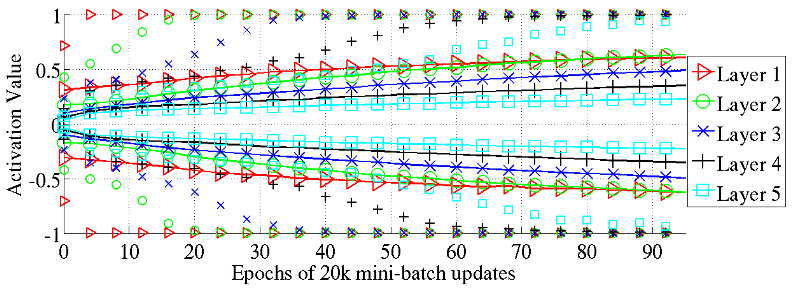 1
0.5
0
-0.5
-1
Activation Value
0 10 20 30 40 50 60 70 80 90
Epochs of 20k mini-batch updates
Layer 1
Layer 2
Layer 3
Layer 4
Layer 5